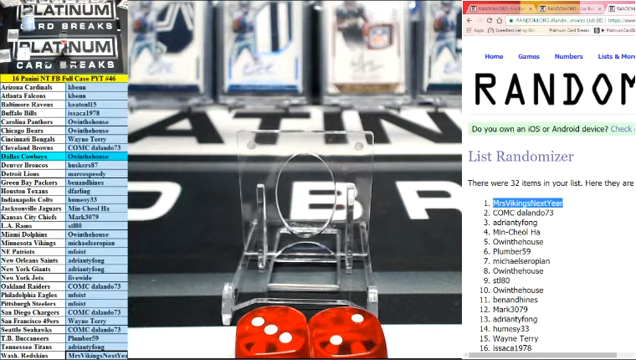 PLATINUM
CARD BREAKS
PLATINUM
CARD BREAKS
16 Panini NT FB Full Case PYT #46
Arizona Cardinals kbenn
Atlanta Falcons kbenn
Baltimore Ravens keaton115
Buffalo Bills issaca1978
Carolina Panthers Owinthehouse
Chicago Bears Owinthehouse
Cincinnati Bengals Wayne Terry
Cleveland Browns COMC dalando73
Dallas Cowboys Owinthehouse
Denver Broncos huskers87
Detroit Lions marcospeedy
Green Bay Packers benandhines
Houston Texans dfarling
Indianapolis Colts humesy33
Jacksonville Jaguars Min-Cheol Ha
Kansas City Chiefs Mark3079
L.A. Rams stl80
Miami Dolphins Owinthehouse
Minnesota Vikings michaelseropian
NE Patriots mfoist
New Orleans Saints adriantyfong
New York Giants adriantyfong
New York Jets fivewide
Oakland Raiders COMC dalando73
Philadelphia Eagles mfoist
Pittsburgh Steelers mfoist
San Diego Chargers COMC dalando73
San Francisco 49ers Wayne Terry
Seattle Seahawks COMC dalando73
T.B. Buccaneers Plumber59
Tennessee Titans adriantyfong
Wash. Redskins MrsVikingsNextYea
Home Games Numbers Lists & More
RANDOM
Do you own an iOS or Android device? Check
List Randomizer
There were 32 items in your list. Here they are
1. MrsVikingsNextYear
2. COMC dalando73
3. adriantyfong
4. Min-Cheol Ha
5. Owinthehouse
6. Plumber59
7. michaelseropian
8. Owinthehouse
9. stl80
10. Owinthehouse
11. benandhines
12. Mark3079
13. adriantyfong
14. humesy33
15. Wayne Terry
16. issaca1978